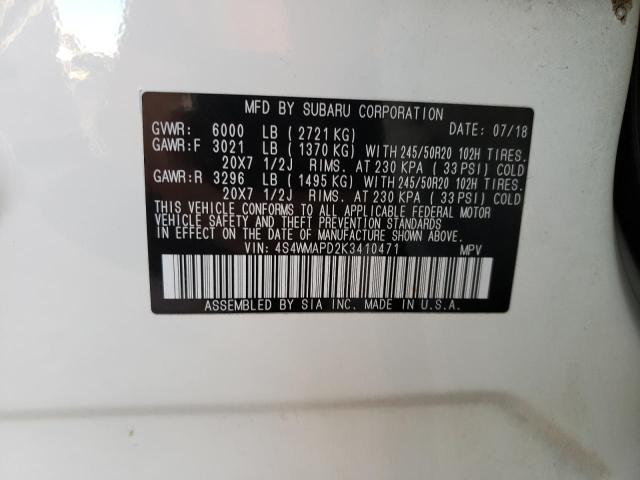 MFD BY SUBARU CORPORATION
GVWR: 6000 LB ( 2721 KG) DATE: 07/18
GAWR:F 3021 LB ( 1370 KG) WITH 245/50R20 102H TIRES.
20X7 1/2J RIMS. AT 230 KPA ( 33 PSI) COLD
GAWR:R 3296 LB ( 1495 KG) WITH 245/50R20 102H TIRES.
20X7 1/2J RIMS. AT 230 KPA ( 33 PSI) COLD
THIS VEHICLE CONFORMS TO ALL APPLICABLE FEDERAL MOTOR
VEHICLE SAFETY AND THEFT PREVENTION STANDARDS
IN EFFECT ON THE DATE OF MANUFACTURE SHOWN ABOVE.
VIN: 4S4WMAPD2K3410471 MPV
ASSEMBLED BY SIA INC. MADE IN U.S.A.